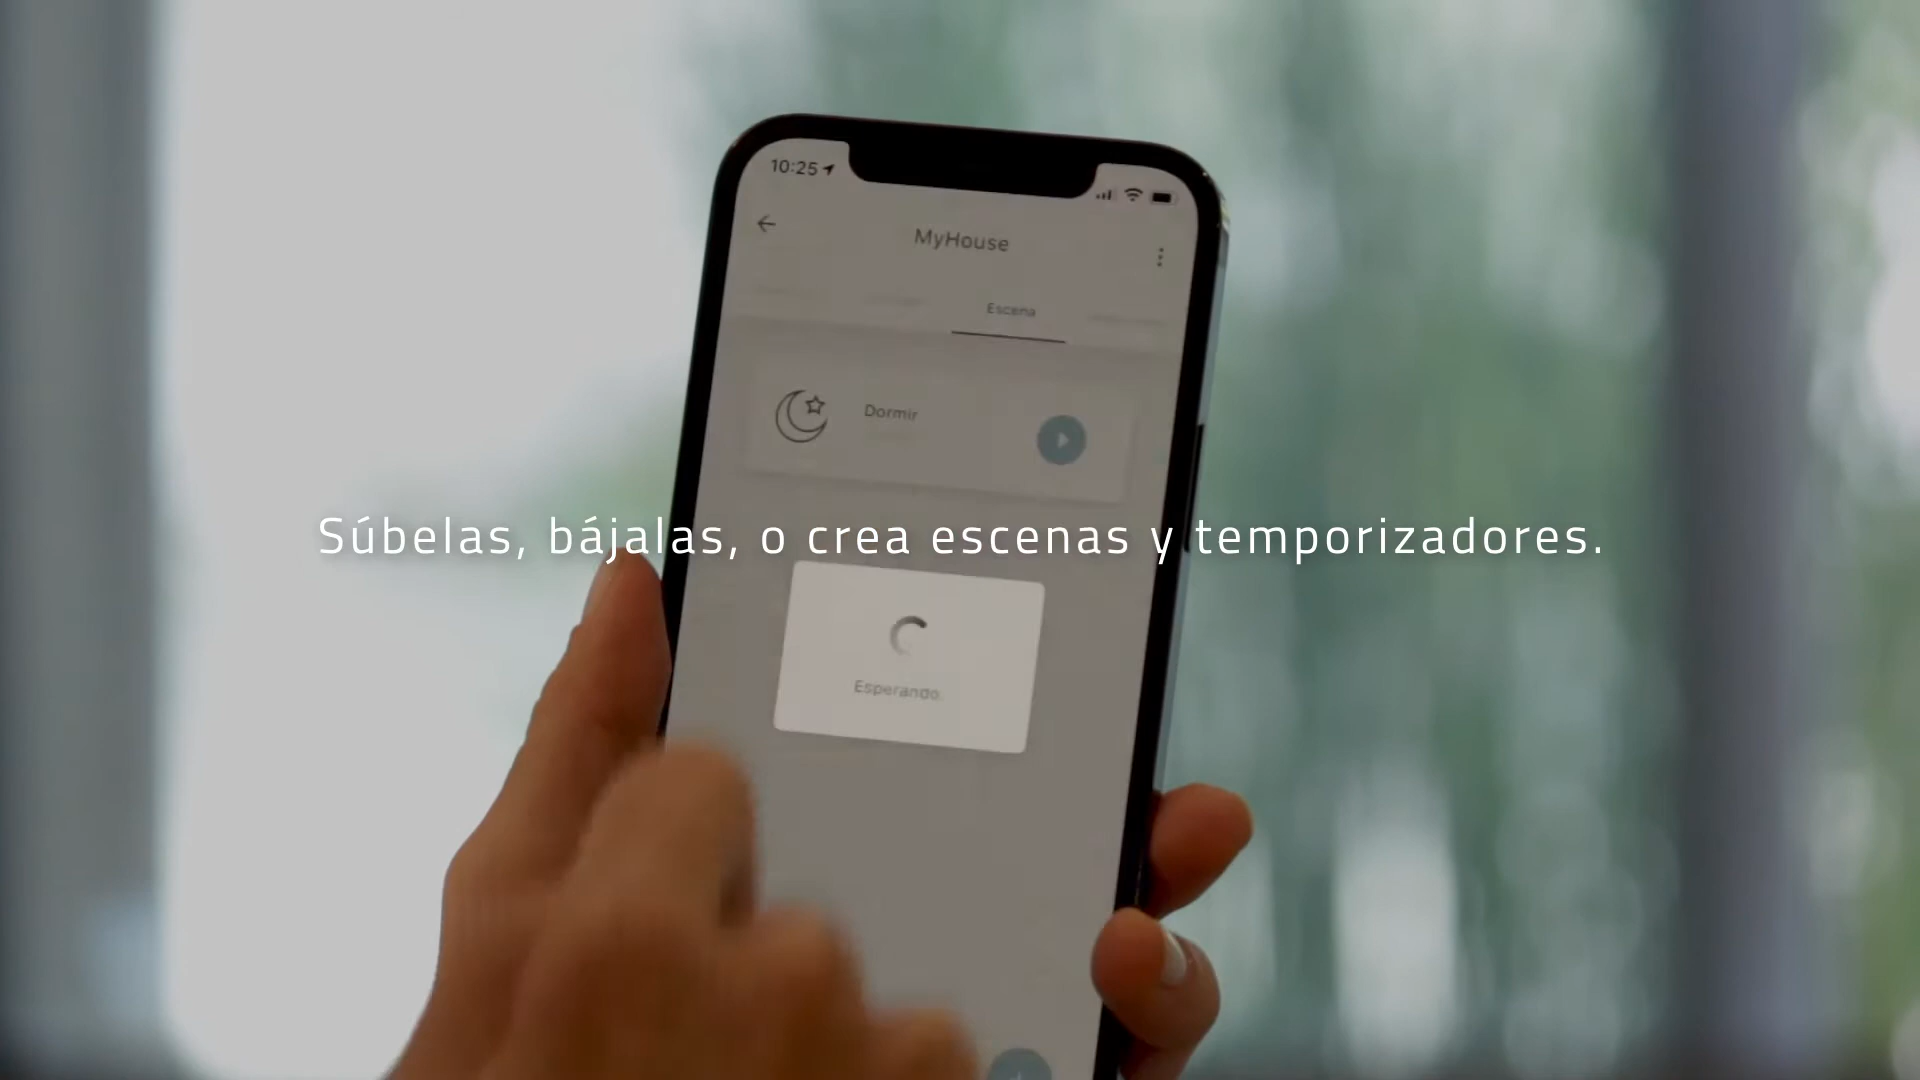 10:25
MyHouse
Escena
Dormir
Súbelas, bájalas, o crea escenas y temporizadores.
Esperando